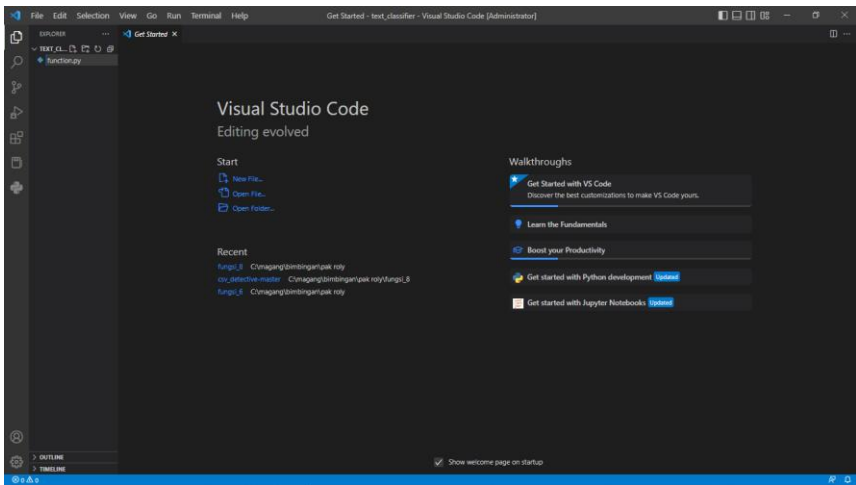 File Edit Selection View Go Run Terminal Help
Get Started - text_classifier - Visual Studio Code [Administrator]
EXPLORER
Get Started
TEXT_CL...
function.py
Visual Studio Code
Editing evolved
Start
New File...
Open File...
Open Folder...
Recent
fungsi_8 C:\magang\bimbingan\pak roly
csv_detective-master C:\magang\bimbingan\pak roly\fungsi_8
fungsi_6 C:\magang\bimbingan\pak roly
Walkthroughs
Get Started with VS Code
Discover the best customizations to make VS Code yours.
Learn the Fundamentals
Boost your Productivity
Get started with Python development Updated
Get started with Jupyter Notebooks Updated
OUTLINE
TIMELINE
Show welcome page on startup
0 0